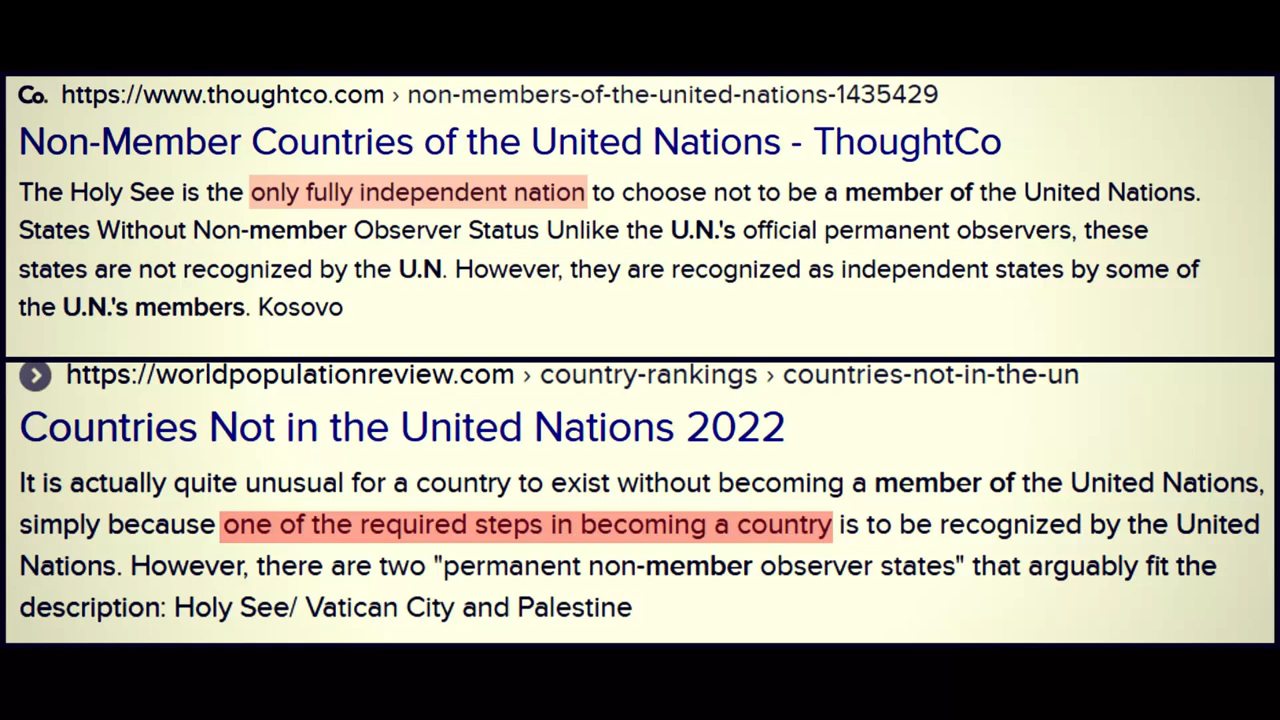 Co. https://www.thoughtco.com › non-members-of-the-united-nations-1435429
Non-Member Countries of the United Nations - ThoughtCo
The Holy See is the only fully independent nation to choose not to be a member of the United Nations.
States Without Non-member Observer Status Unlike the U.N.'s official permanent observers, these
states are not recognized by the U.N. However, they are recognized as independent states by some of
the U.N.'s members. Kosovo
https://worldpopulationreview.com › country-rankings › countries-not-in-the-un
Countries Not in the United Nations 2022
It is actually quite unusual for a country to exist without becoming a member of the United Nations,
simply because one of the required steps in becoming a country is to be recognized by the United
Nations. However, there are two "permanent non-member observer states" that arguably fit the
description: Holy See/ Vatican City and Palestine